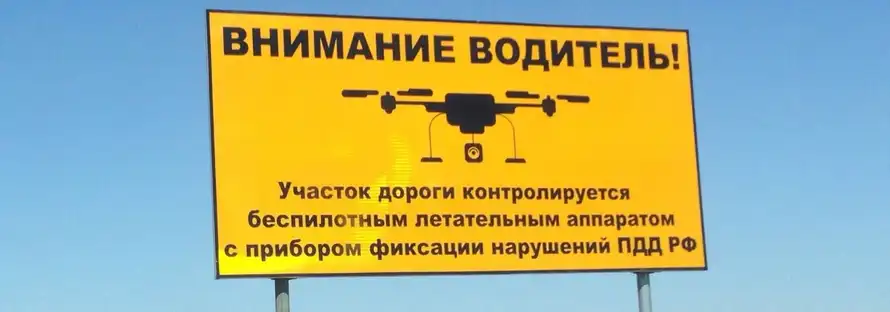 ВНИМАНИЕ ВОДИТЕЛЬ!
Участок дороги контролируется
беспилотным летательным аппаратом
с прибором фиксации нарушений ПДД РФ